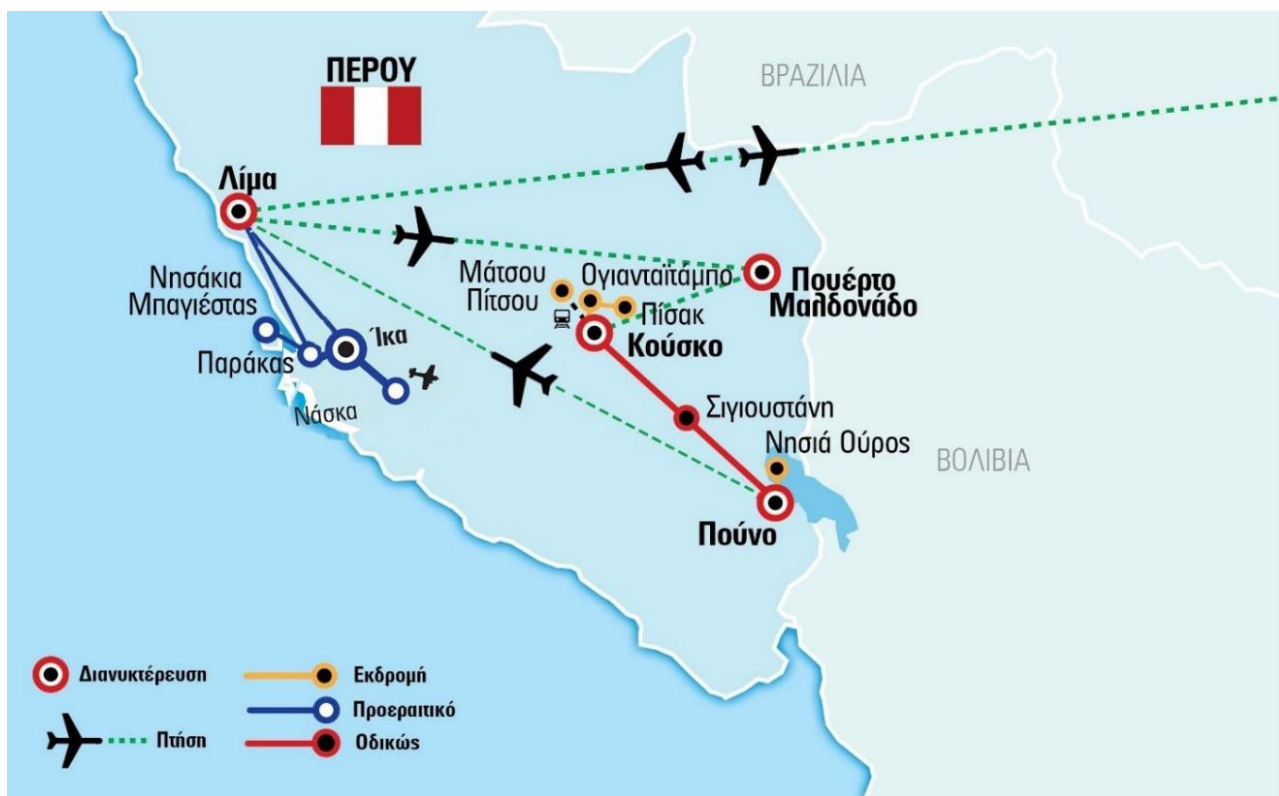 ΠΕΡΟΥ
ΒΡΑΖΙΛΙΑ
Λίμα
Νησάκια
Μπαγιέστας
Παράκας
Ίκα
Νάσκα
Μάτσου
Πίτσου
Ογιανταϊτάμπο
Πίσακ
Κούσκο
Πουέρτο
Μαλδονάδο
Σιγιουστάνη
Νησιά Ούρος
ΒΟΛΙΒΙΑ
Πούνο
Διανυκτέρευση
Πτήση
Εκδρομή
Προεραιτικό
Οδικώς